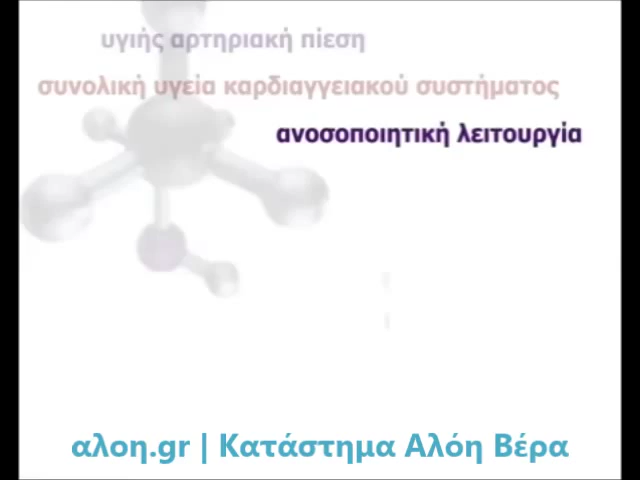 υγιής αρτηριακή πίεση
συνολική υγεία καρδιαγγειακού συστήματος
ανοσοποιητική λειτουργία
αλοη.gr | Κατάστημα Αλόη Βέρα